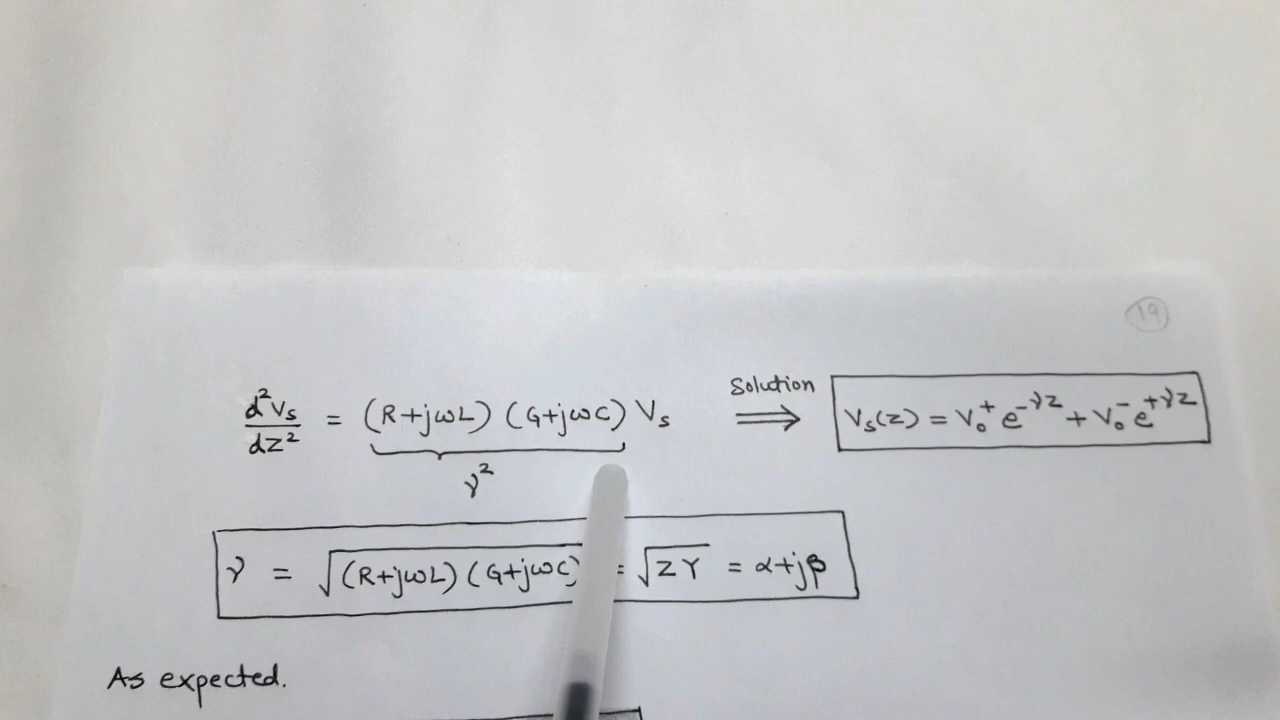 19
d²Vs/dz² = (R+jωL) (G+jωC) Vs Solution ⟹ Vs(z) = V₀⁺ e^(-γz) + V₀⁻ e^(+γz)
γ²
γ = √((R+jωL) (G+jωC) = √(ZY) = α+jβ
As expected.